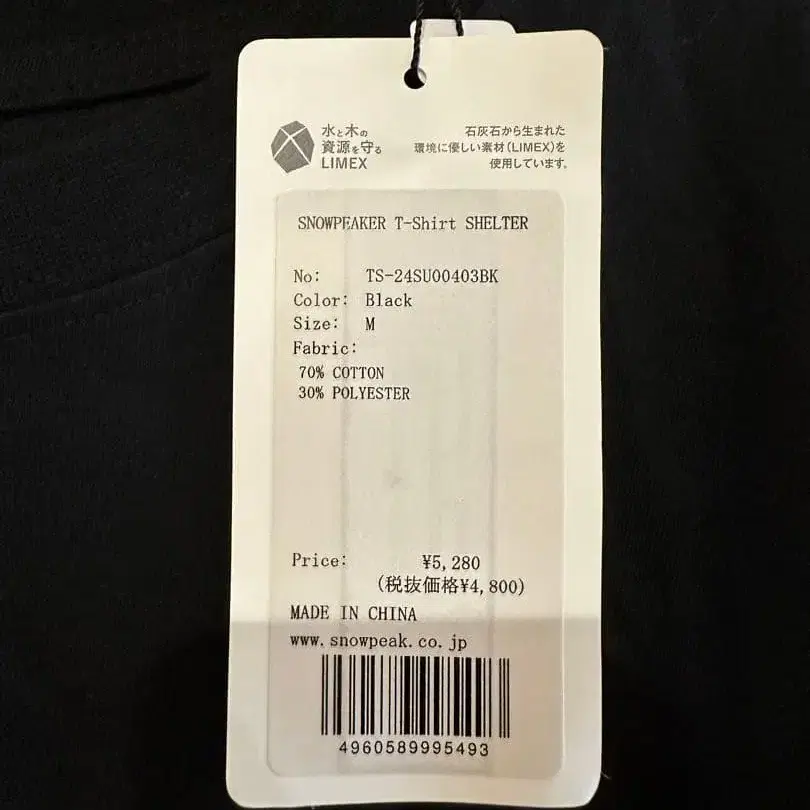 水と木の
資源を守る
LIMEX
石灰石から生まれた
環境に優しい素材(LIMEX)を
使用しています。
SNOWPEAKER T-Shirt SHELTER
No: TS-24SU00403BK
Color: Black
Size: M
Fabric:
70% COTTON
30% POLYESTER
Price: ¥5,280
(税抜価格¥4,800)
MADE IN CHINA
www.snowpeak.co.jp
4960589995493